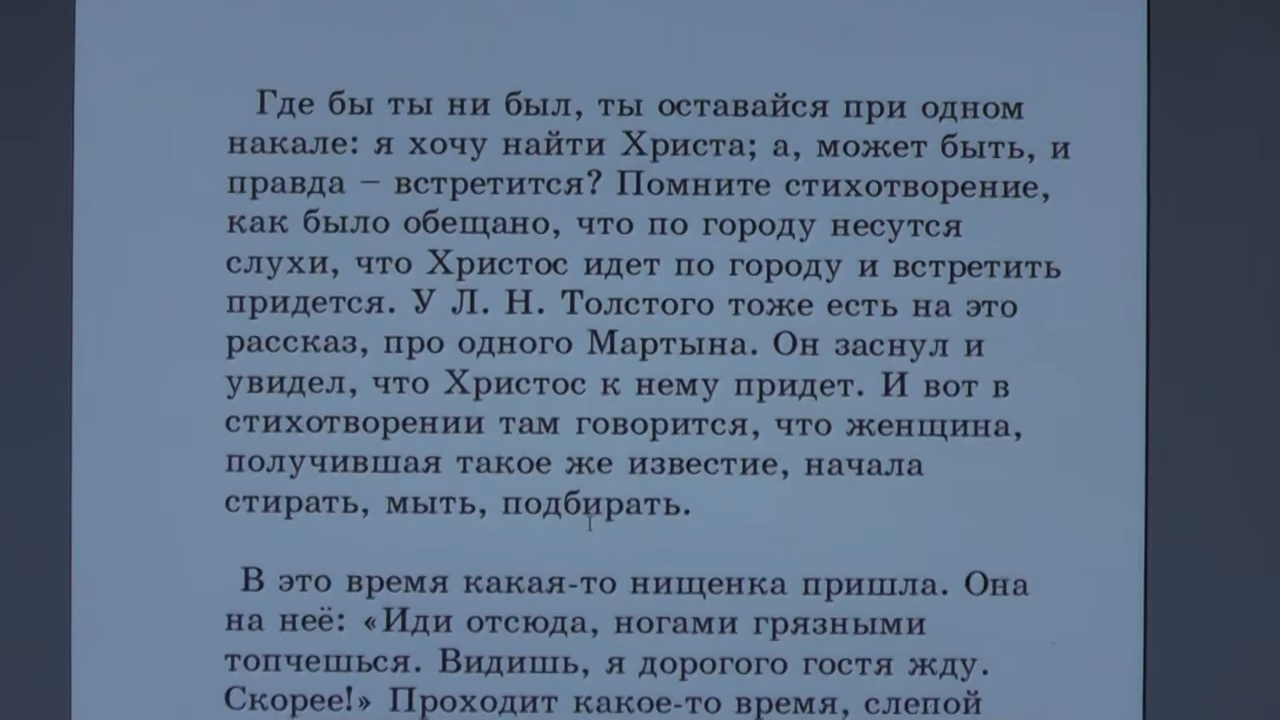 Где бы ты ни был, ты оставайся при одном
накале: я хочу найти Христа; а, может быть, и
правда – встретится? Помните стихотворение,
как было обещано, что по городу несутся
слухи, что Христос идет по городу и встретить
придется. У Л. Н. Толстого тоже есть на это
рассказ, про одного Мартына. Он заснул и
увидел, что Христос к нему придет. И вот в
стихотворении там говорится, что женщина,
получившая такое же известие, начала
стирать, мыть, подбирать.
В это время какая-то нищенка пришла. Она
на неё: «Иди отсюда, ногами грязными
топчешься. Видишь, я дорогого гостя жду.
Скорее!» Проходит какое-то время, слепой